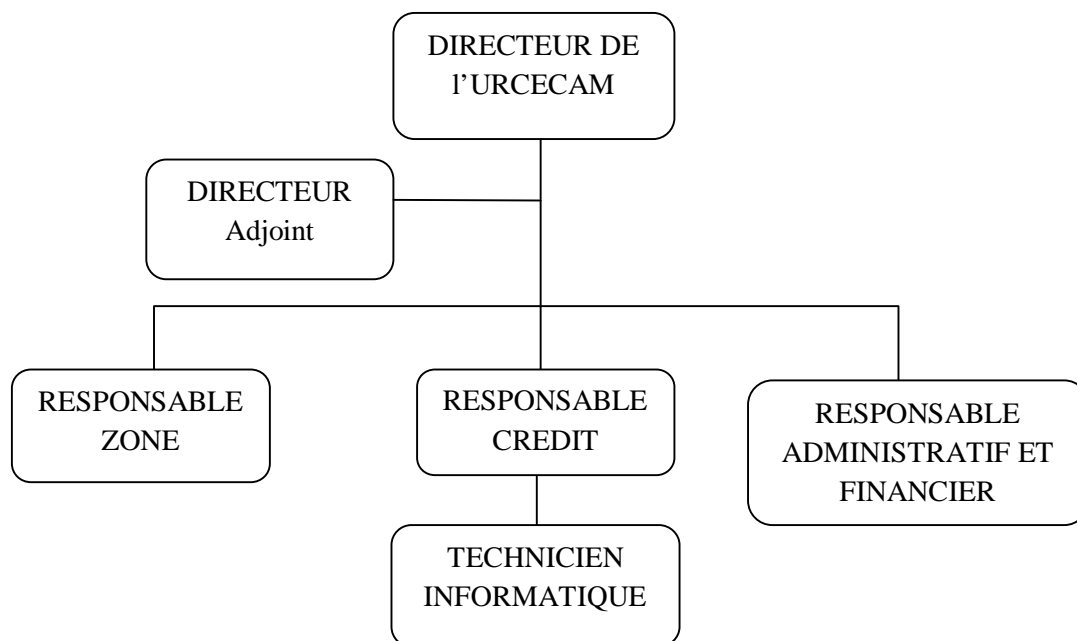 DIRECTEUR DE
l’URCECAM
DIRECTEUR
Adjoint
RESPONSABLE
ZONE
RESPONSABLE
CREDIT
RESPONSABLE
ADMINISTRATIF ET
FINANCIER
TECHNICIEN
INFORMATIQUE